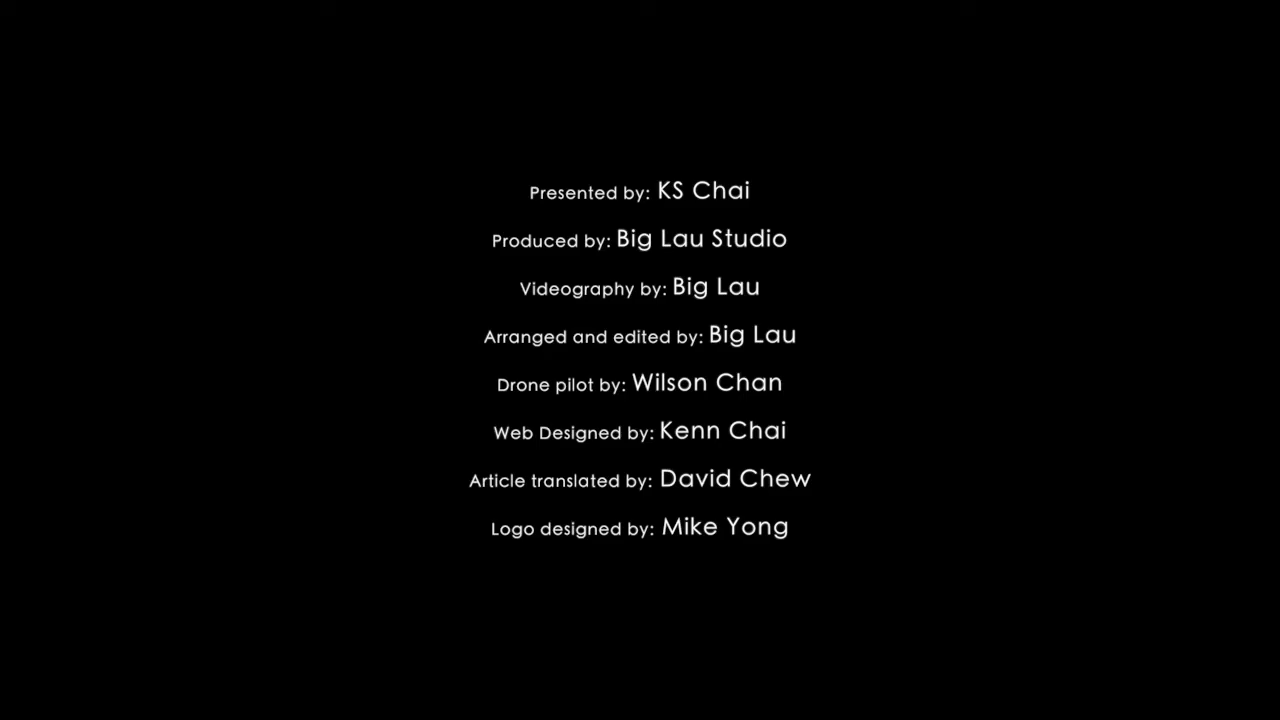 Presented by: KS Chai
Produced by: Big Lau Studio
Videography by: Big Lau
Arranged and edited by: Big Lau
Drone pilot by: Wilson Chan
Web Designed by: Kenn Chai
Article translated by: David Chew
Logo designed by: Mike Yong